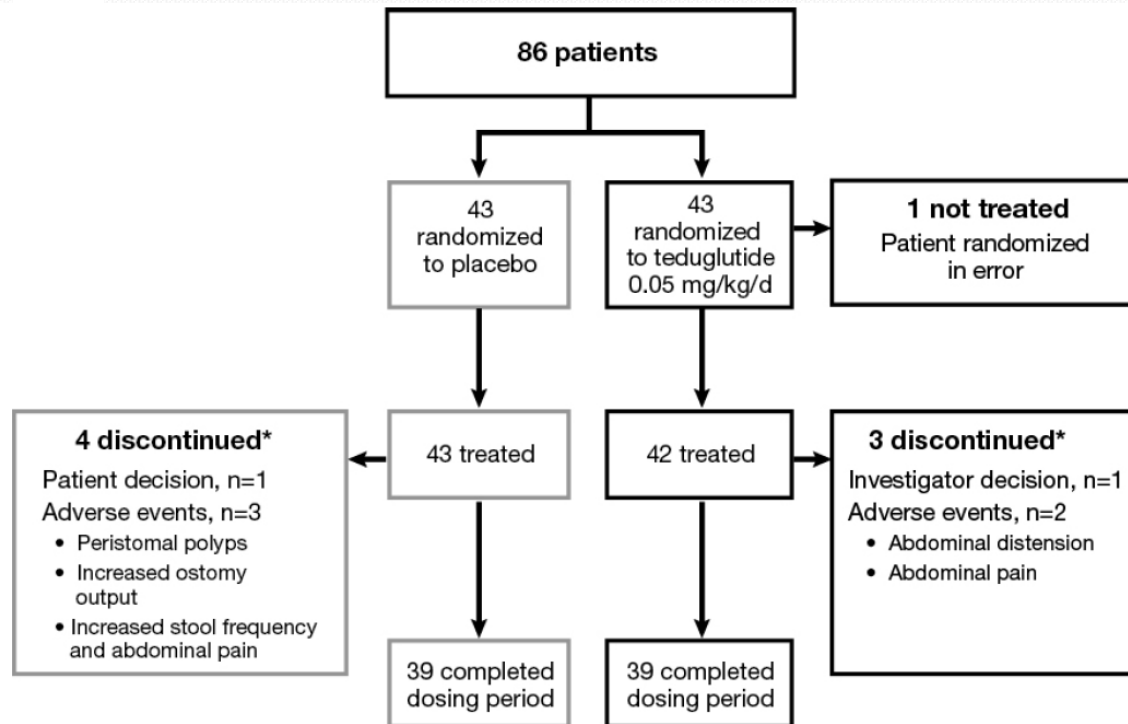 86 patients
43
randomized
to placebo
43
randomized
to teduglutide
0.05 mg/kg/d
1 not treated
Patient randomized
in error
4 discontinued*
Patient decision, n=1
Adverse events, n=3
• Peristomal polyps
• Increased ostomy
output
• Increased stool frequency
and abdominal pain
43 treated
42 treated
3 discontinued*
Investigator decision, n=1
Adverse events, n=2
• Abdominal distension
• Abdominal pain
39 completed
dosing period
39 completed
dosing period